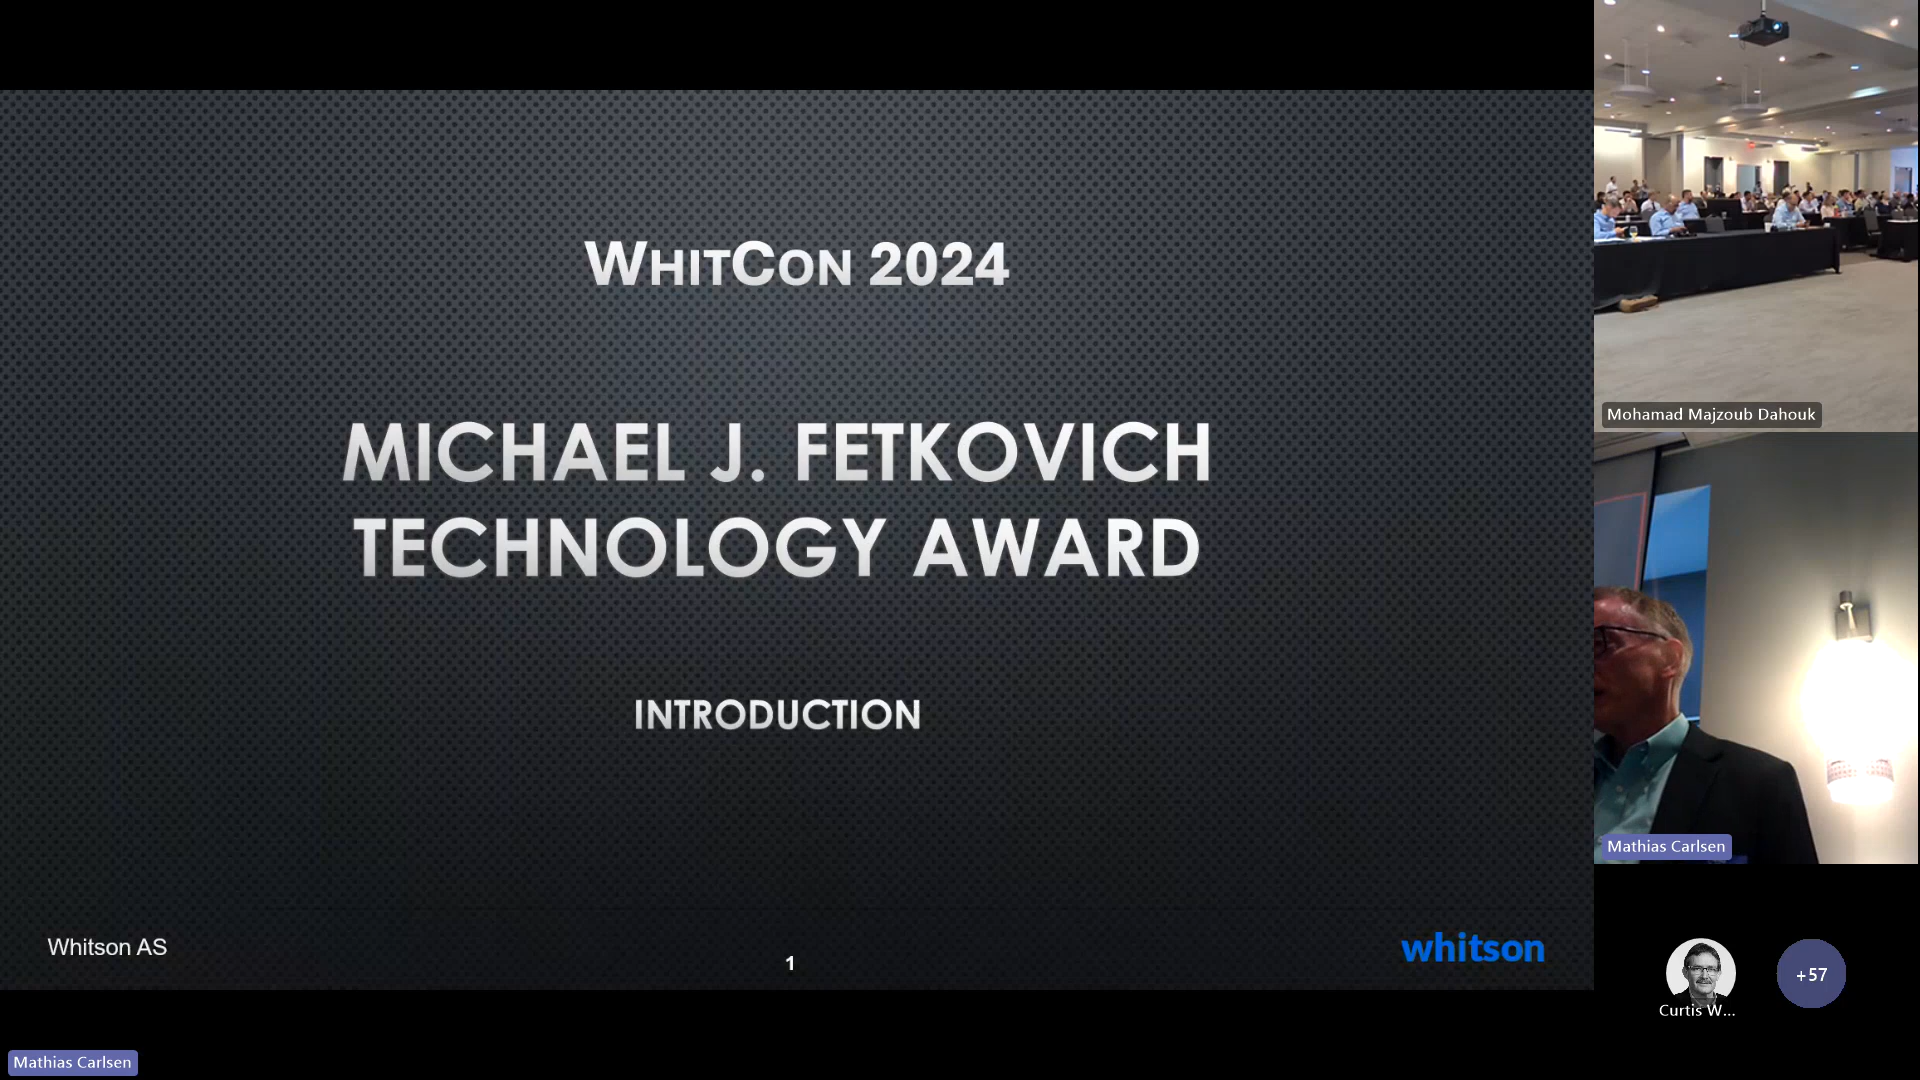 WHITCON 2024
MICHAEL J. FETKOVICH
TECHNOLOGY AWARD
INTRODUCTION
Whitson AS
1
whitson
Mathias Carlsen
Mohamad Majzoub Dahouk
Mathias Carlsen
Curtis W...
+57